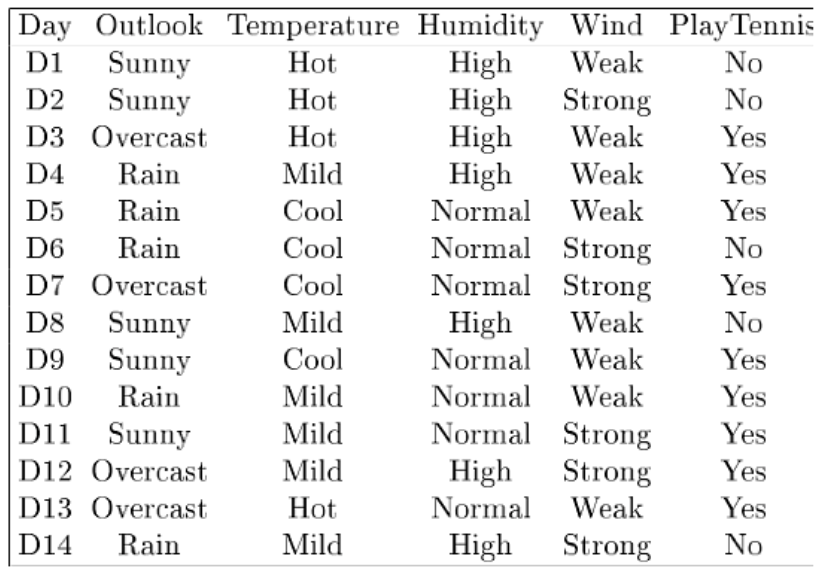 Day Outlook Temperature Humidity Wind PlayTennis
D1 Sunny Hot High Weak No
D2 Sunny Hot High Strong No
D3 Overcast Hot High Weak Yes
D4 Rain Mild High Weak Yes
D5 Rain Cool Normal Weak Yes
D6 Rain Cool Normal Strong No
D7 Overcast Cool Normal Strong Yes
D8 Sunny Mild High Weak No
D9 Sunny Cool Normal Weak Yes
D10 Rain Mild Normal Weak Yes
D11 Sunny Mild Normal Strong Yes
D12 Overcast Mild High Strong Yes
D13 Overcast Hot Normal Weak Yes
D14 Rain Mild High Strong No